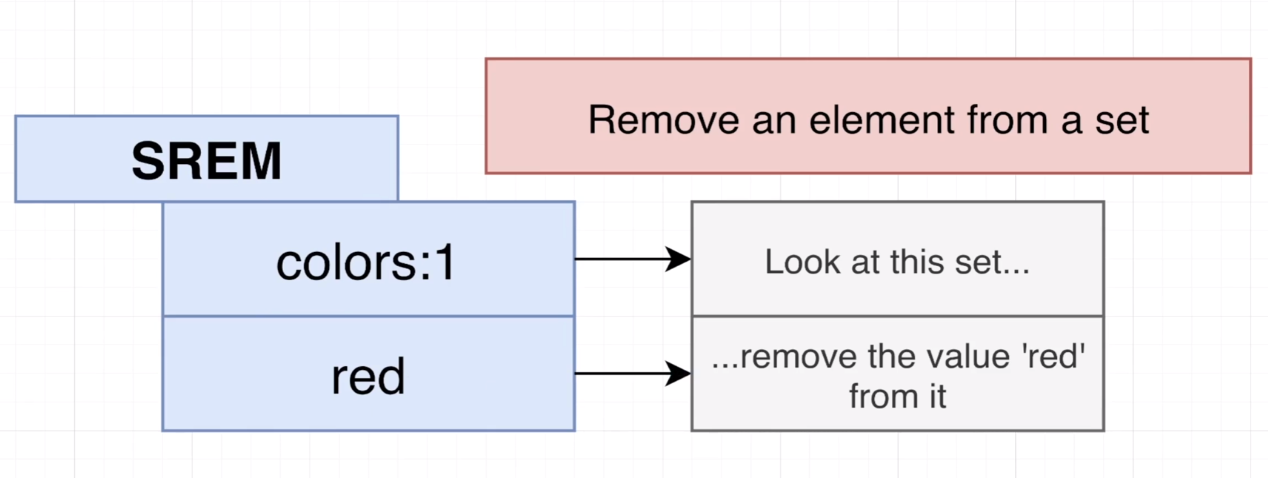 Remove an element from a set
SREM
colors:1
Look at this set...
red
...remove the value 'red'
from it